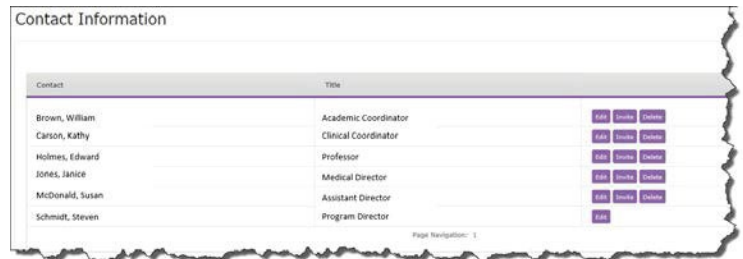 Contact Information
Contact Title
Brown, William Academic Coordinator Edit Invite Delete
Carson, Kathy Clinical Coordinator Edit Invite Delete
Holmes, Edward Professor Edit Invite Delete
Jones, Janice Medical Director Edit Invite Delete
McDonald, Susan Assistant Director Edit Invite Delete
Schmidt, Steven Program Director Edit
Page Navigation: 1